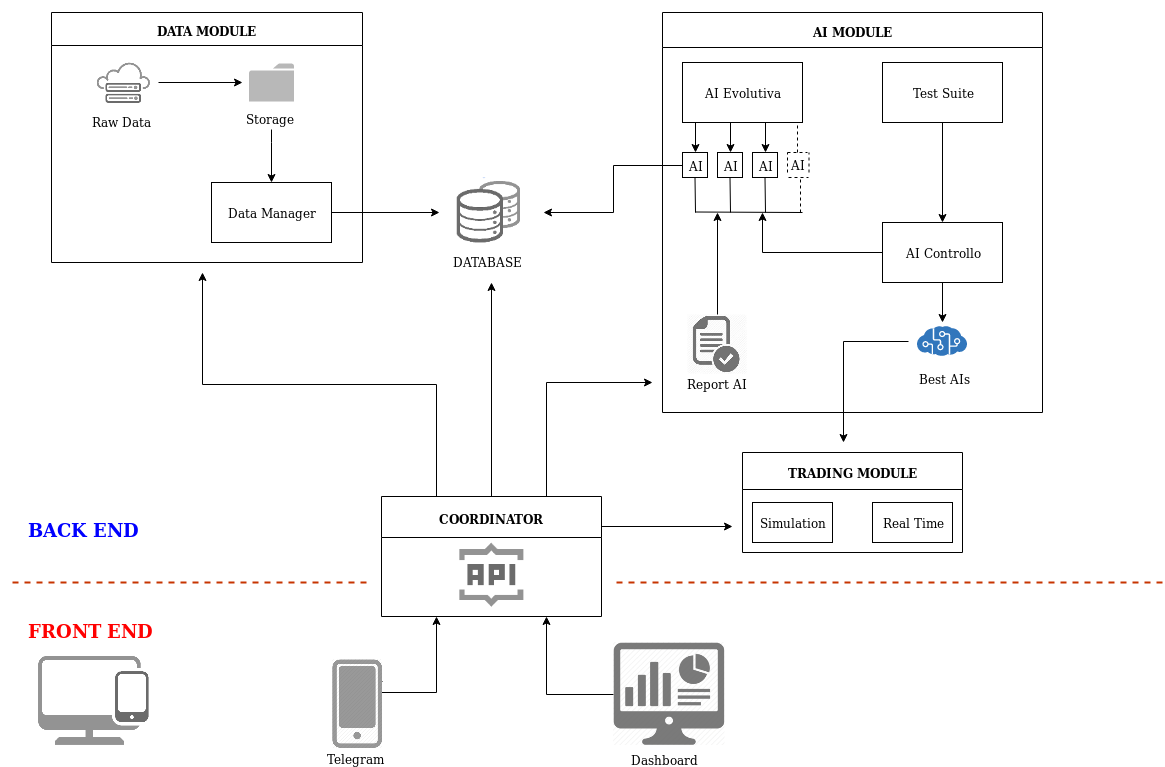 DATA MODULE
Raw Data
Storage
Data Manager
DATABASE
AI MODULE
AI Evolutiva
Test Suite
AI
AI
AI
AI
AI Controllo
Report AI
Best AIs
TRADING MODULE
Simulation
Real Time
COORDINATOR
API
BACK END
FRONT END
Telegram
Dashboard